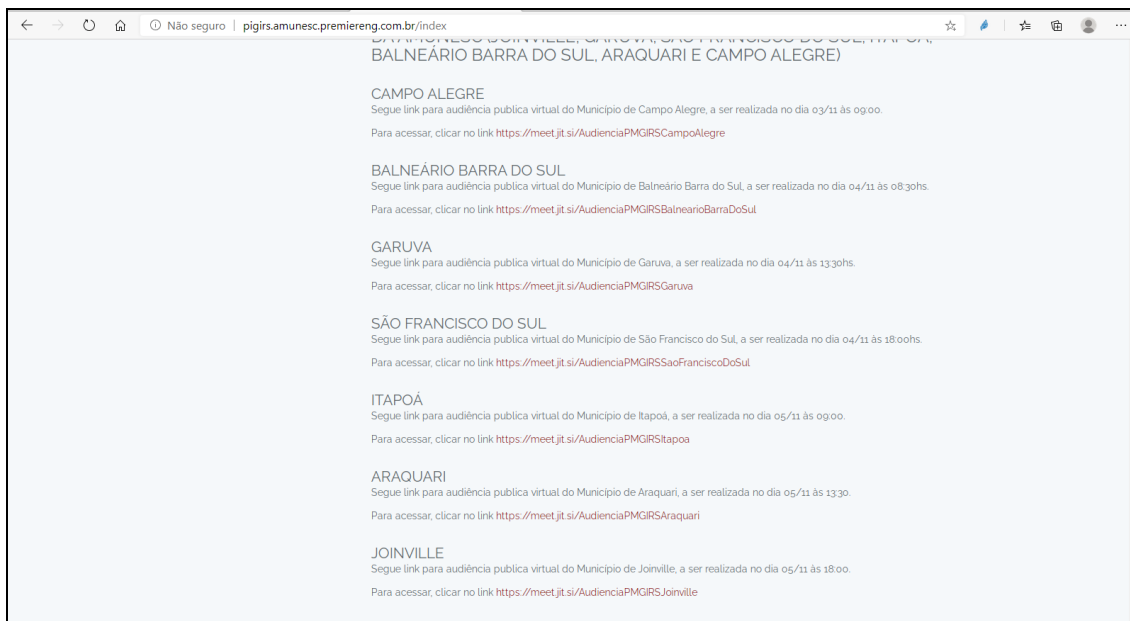 Não seguro | pigirs.amunesc.premiereng.com.br/index
DA AMUNESC (JOINVILLE, GARUVA, SÃO FRANCISCO DO SUL, ITAPOÁ,
BALNEÁRIO BARRA DO SUL, ARAQUARI E CAMPO ALEGRE)
CAMPO ALEGRE
Segue link para audiência publica virtual do Município de Campo Alegre, a ser realizada no dia 03/11 às 09:00.
Para acessar, clicar no link https://meet.jit.si/AudienciaPMGIRSCampoAlegre
BALNEÁRIO BARRA DO SUL
Segue link para audiência publica virtual do Município de Balneário Barra do Sul, a ser realizada no dia 04/11 às 08:30hs.
Para acessar, clicar no link https://meet.jit.si/AudienciaPMGIRSBalnearioBarraDoSul
GARUVA
Segue link para audiência publica virtual do Município de Garuva, a ser realizada no dia 04/11 às 13:30hs.
Para acessar, clicar no link https://meet.jit.si/AudienciaPMGIRSGaruva
SÃO FRANCISCO DO SUL
Segue link para audiência publica virtual do Município de São Francisco do Sul, a ser realizada no dia 04/11 às 18:00hs.
Para acessar, clicar no link https://meet.jit.si/AudienciaPMGIRSSaoFranciscoDoSul
ITAPOÁ
Segue link para audiência publica virtual do Município de Itapoá, a ser realizada no dia 05/11 às 09:00.
Para acessar, clicar no link https://meet.jit.si/AudienciaPMGIRSItapoa
ARAQUARI
Segue link para audiência publica virtual do Município de Araquari, a ser realizada no dia 05/11 às 13:30.
Para acessar, clicar no link https://meet.jit.si/AudienciaPMGIRSAraquari
JOINVILLE
Segue link para audiência publica virtual do Município de Joinville, a ser realizada no dia 05/11 às 18:00.
Para acessar, clicar no link https://meet.jit.si/AudienciaPMGIRSJoinville